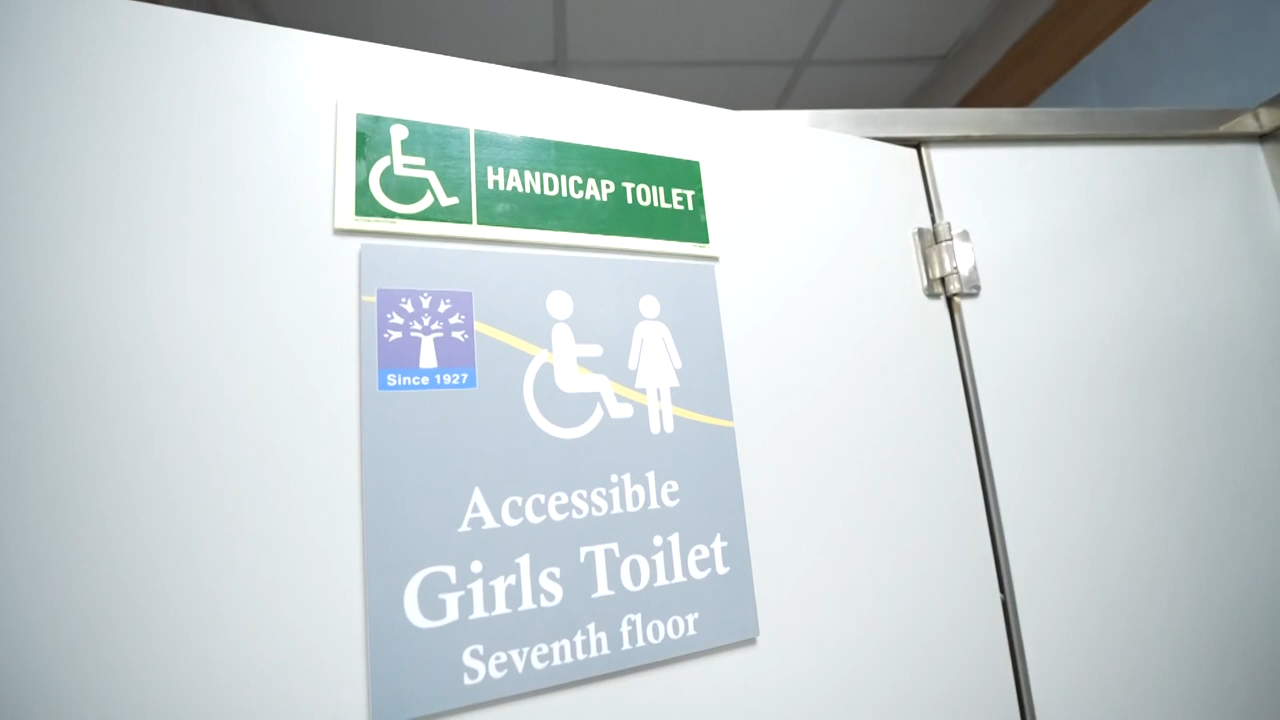 HANDICAP TOILET
Since 1927
Accessible
Girls Toilet
Seventh floor